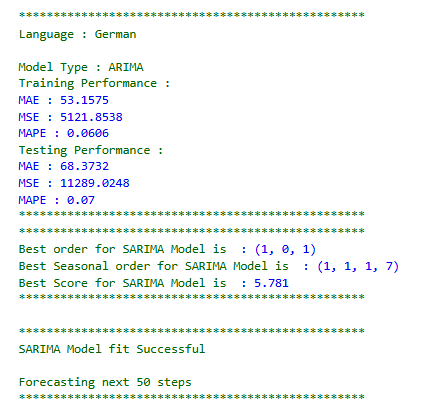 **************************************************
Language : German
Model Type : ARIMA
Training Performance :
MAE : 53.1575
MSE : 5121.8538
MAPE : 0.0606
Testing Performance :
MAE : 68.3732
MSE : 11289.0248
MAPE : 0.07
**************************************************
**************************************************
Best order for SARIMA Model is  : (1, 0, 1)
Best Seasonal order for SARIMA Model is  : (1, 1, 1, 7)
Best Score for SARIMA Model is  : 5.781
**************************************************
**************************************************
SARIMA Model fit Successful
Forecasting next 50 steps
**************************************************